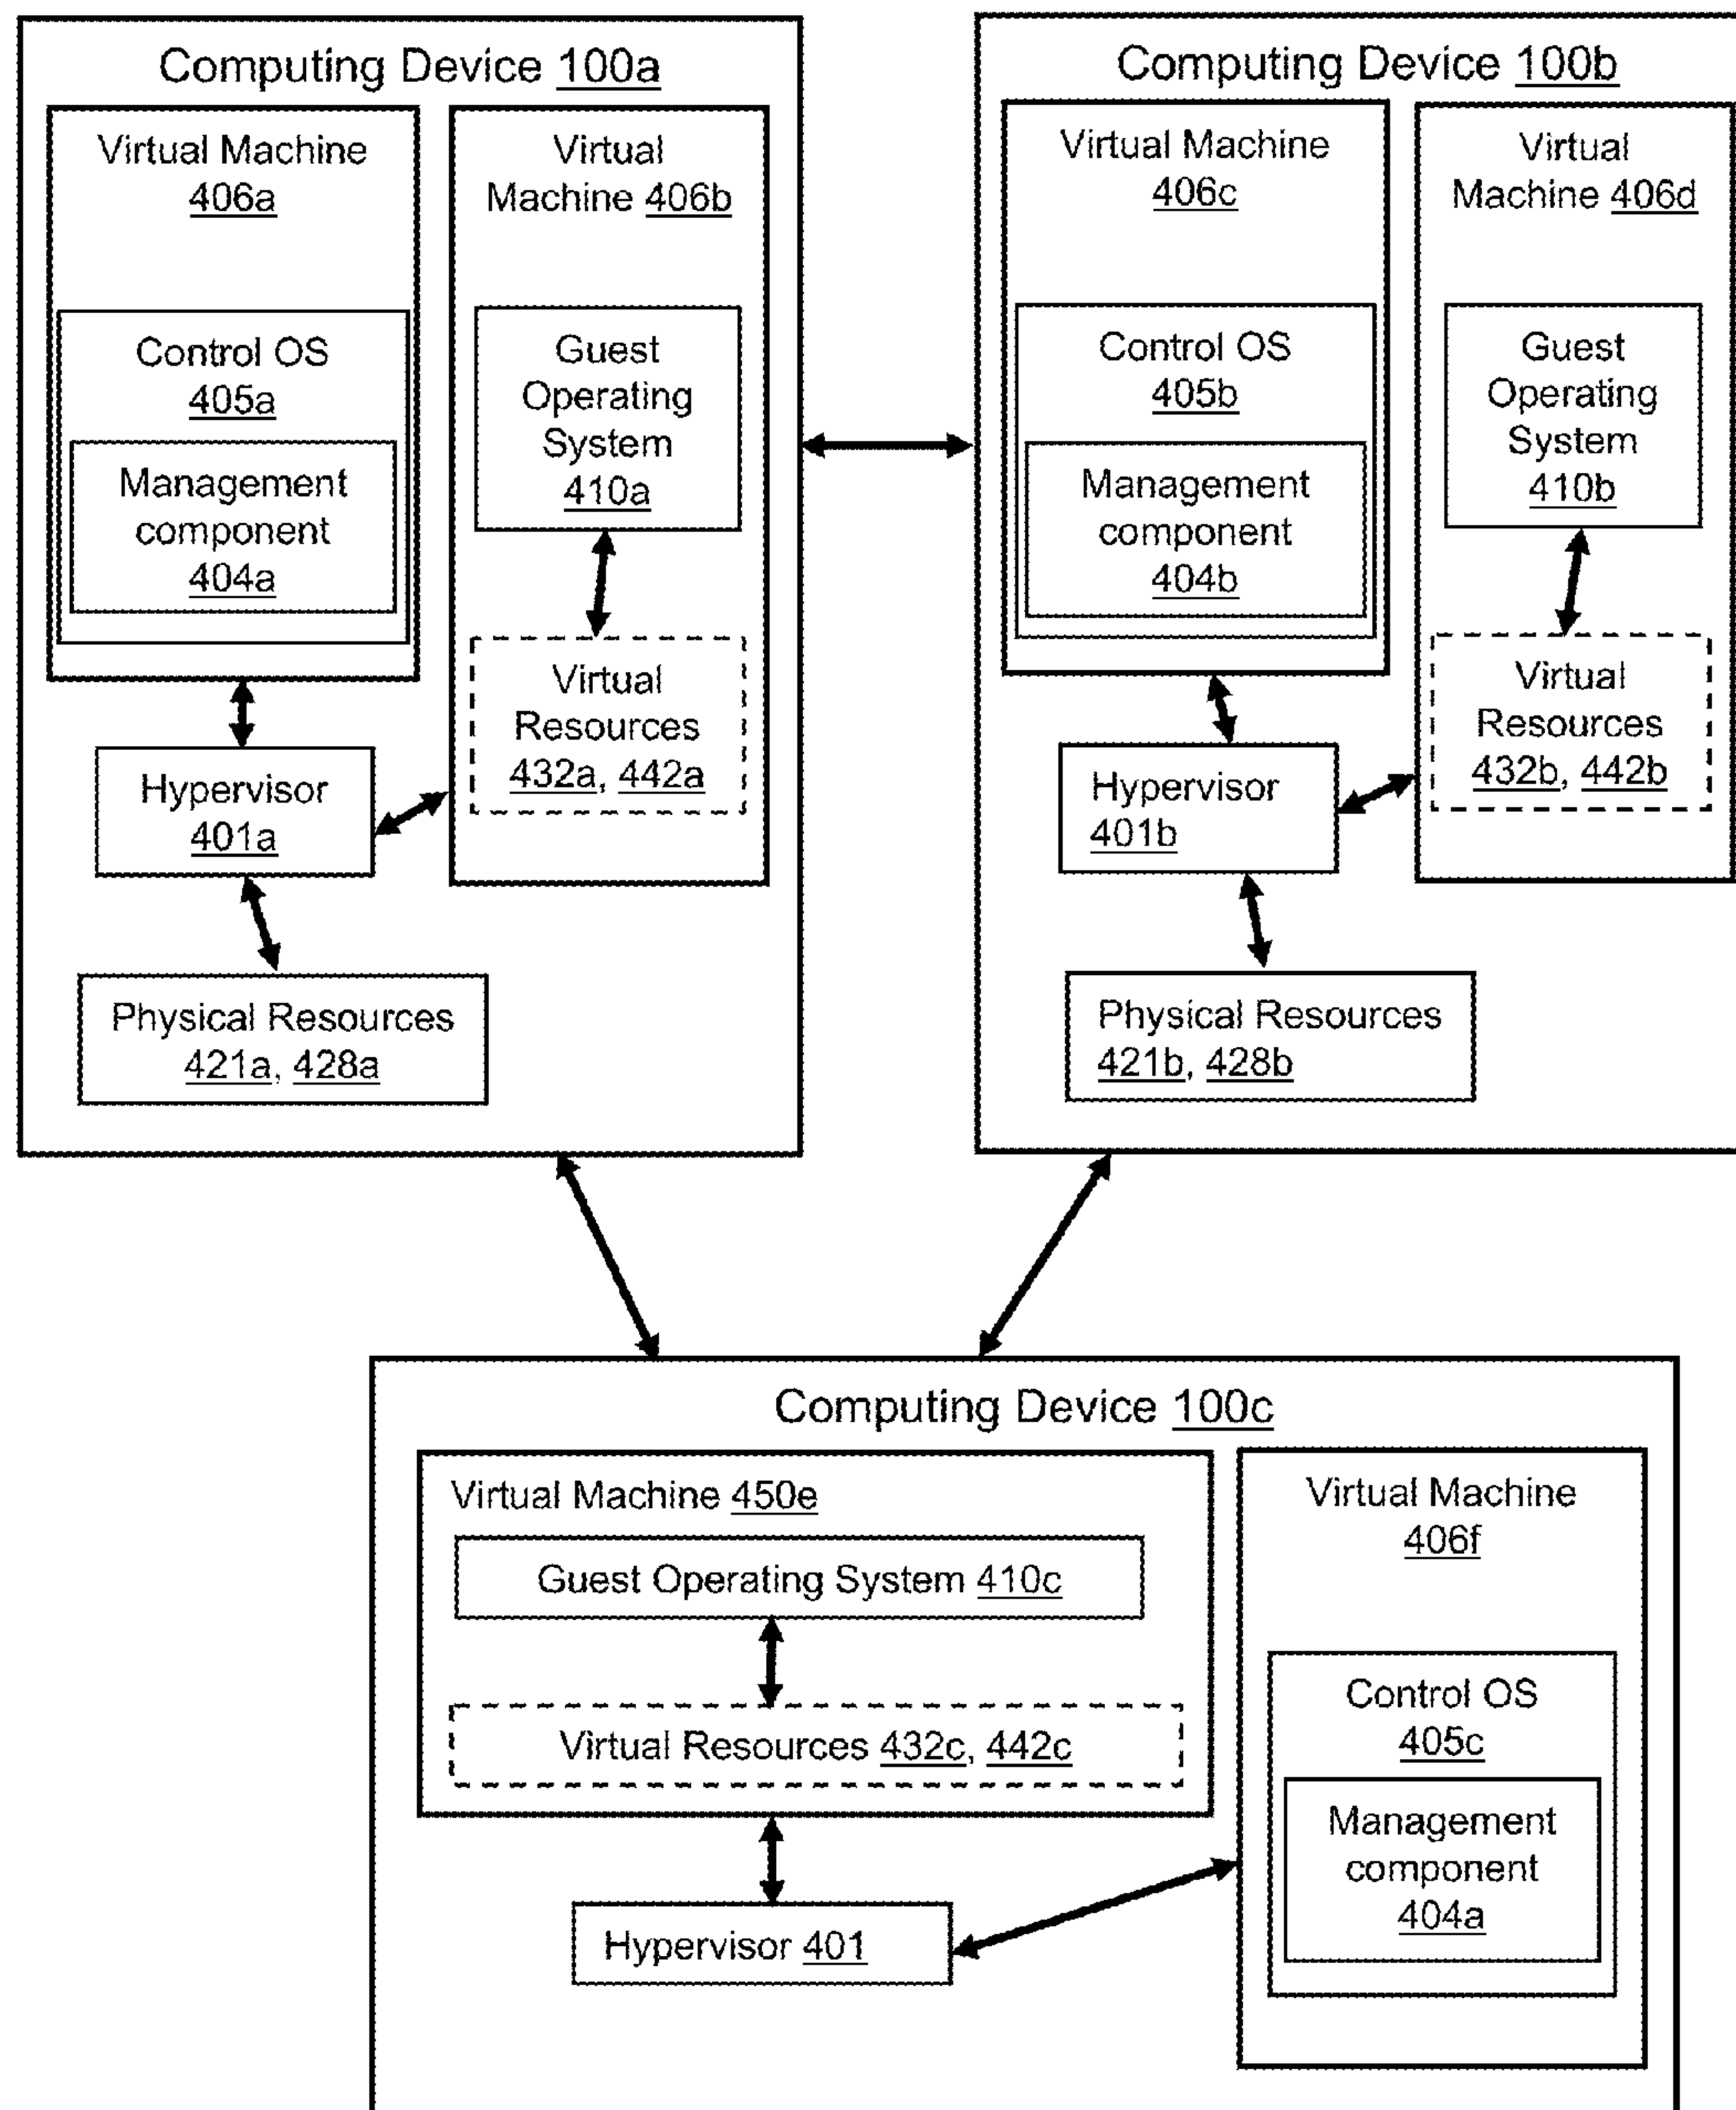 Computing Device 100a
Virtual Machine
406a
Control OS
405a
Management
component
404a
Virtual
Machine 406b
Guest
Operating
System
410a
Virtual
Resources
432a, 442a
Hypervisor
401a
Physical Resources
421a, 428a
Computing Device 100b
Virtual Machine
406c
Control OS
405b
Management
component
404b
Virtual
Machine 406d
Guest
Operating
System
410b
Virtual
Resources
432b, 442b
Hypervisor
401b
Physical Resources
421b, 428b
Computing Device 100c
Virtual Machine 450e
Guest Operating System 410c
Virtual Resources 432c, 442c
Hypervisor 401
Virtual Machine
406f
Control OS
405c
Management
component
404a